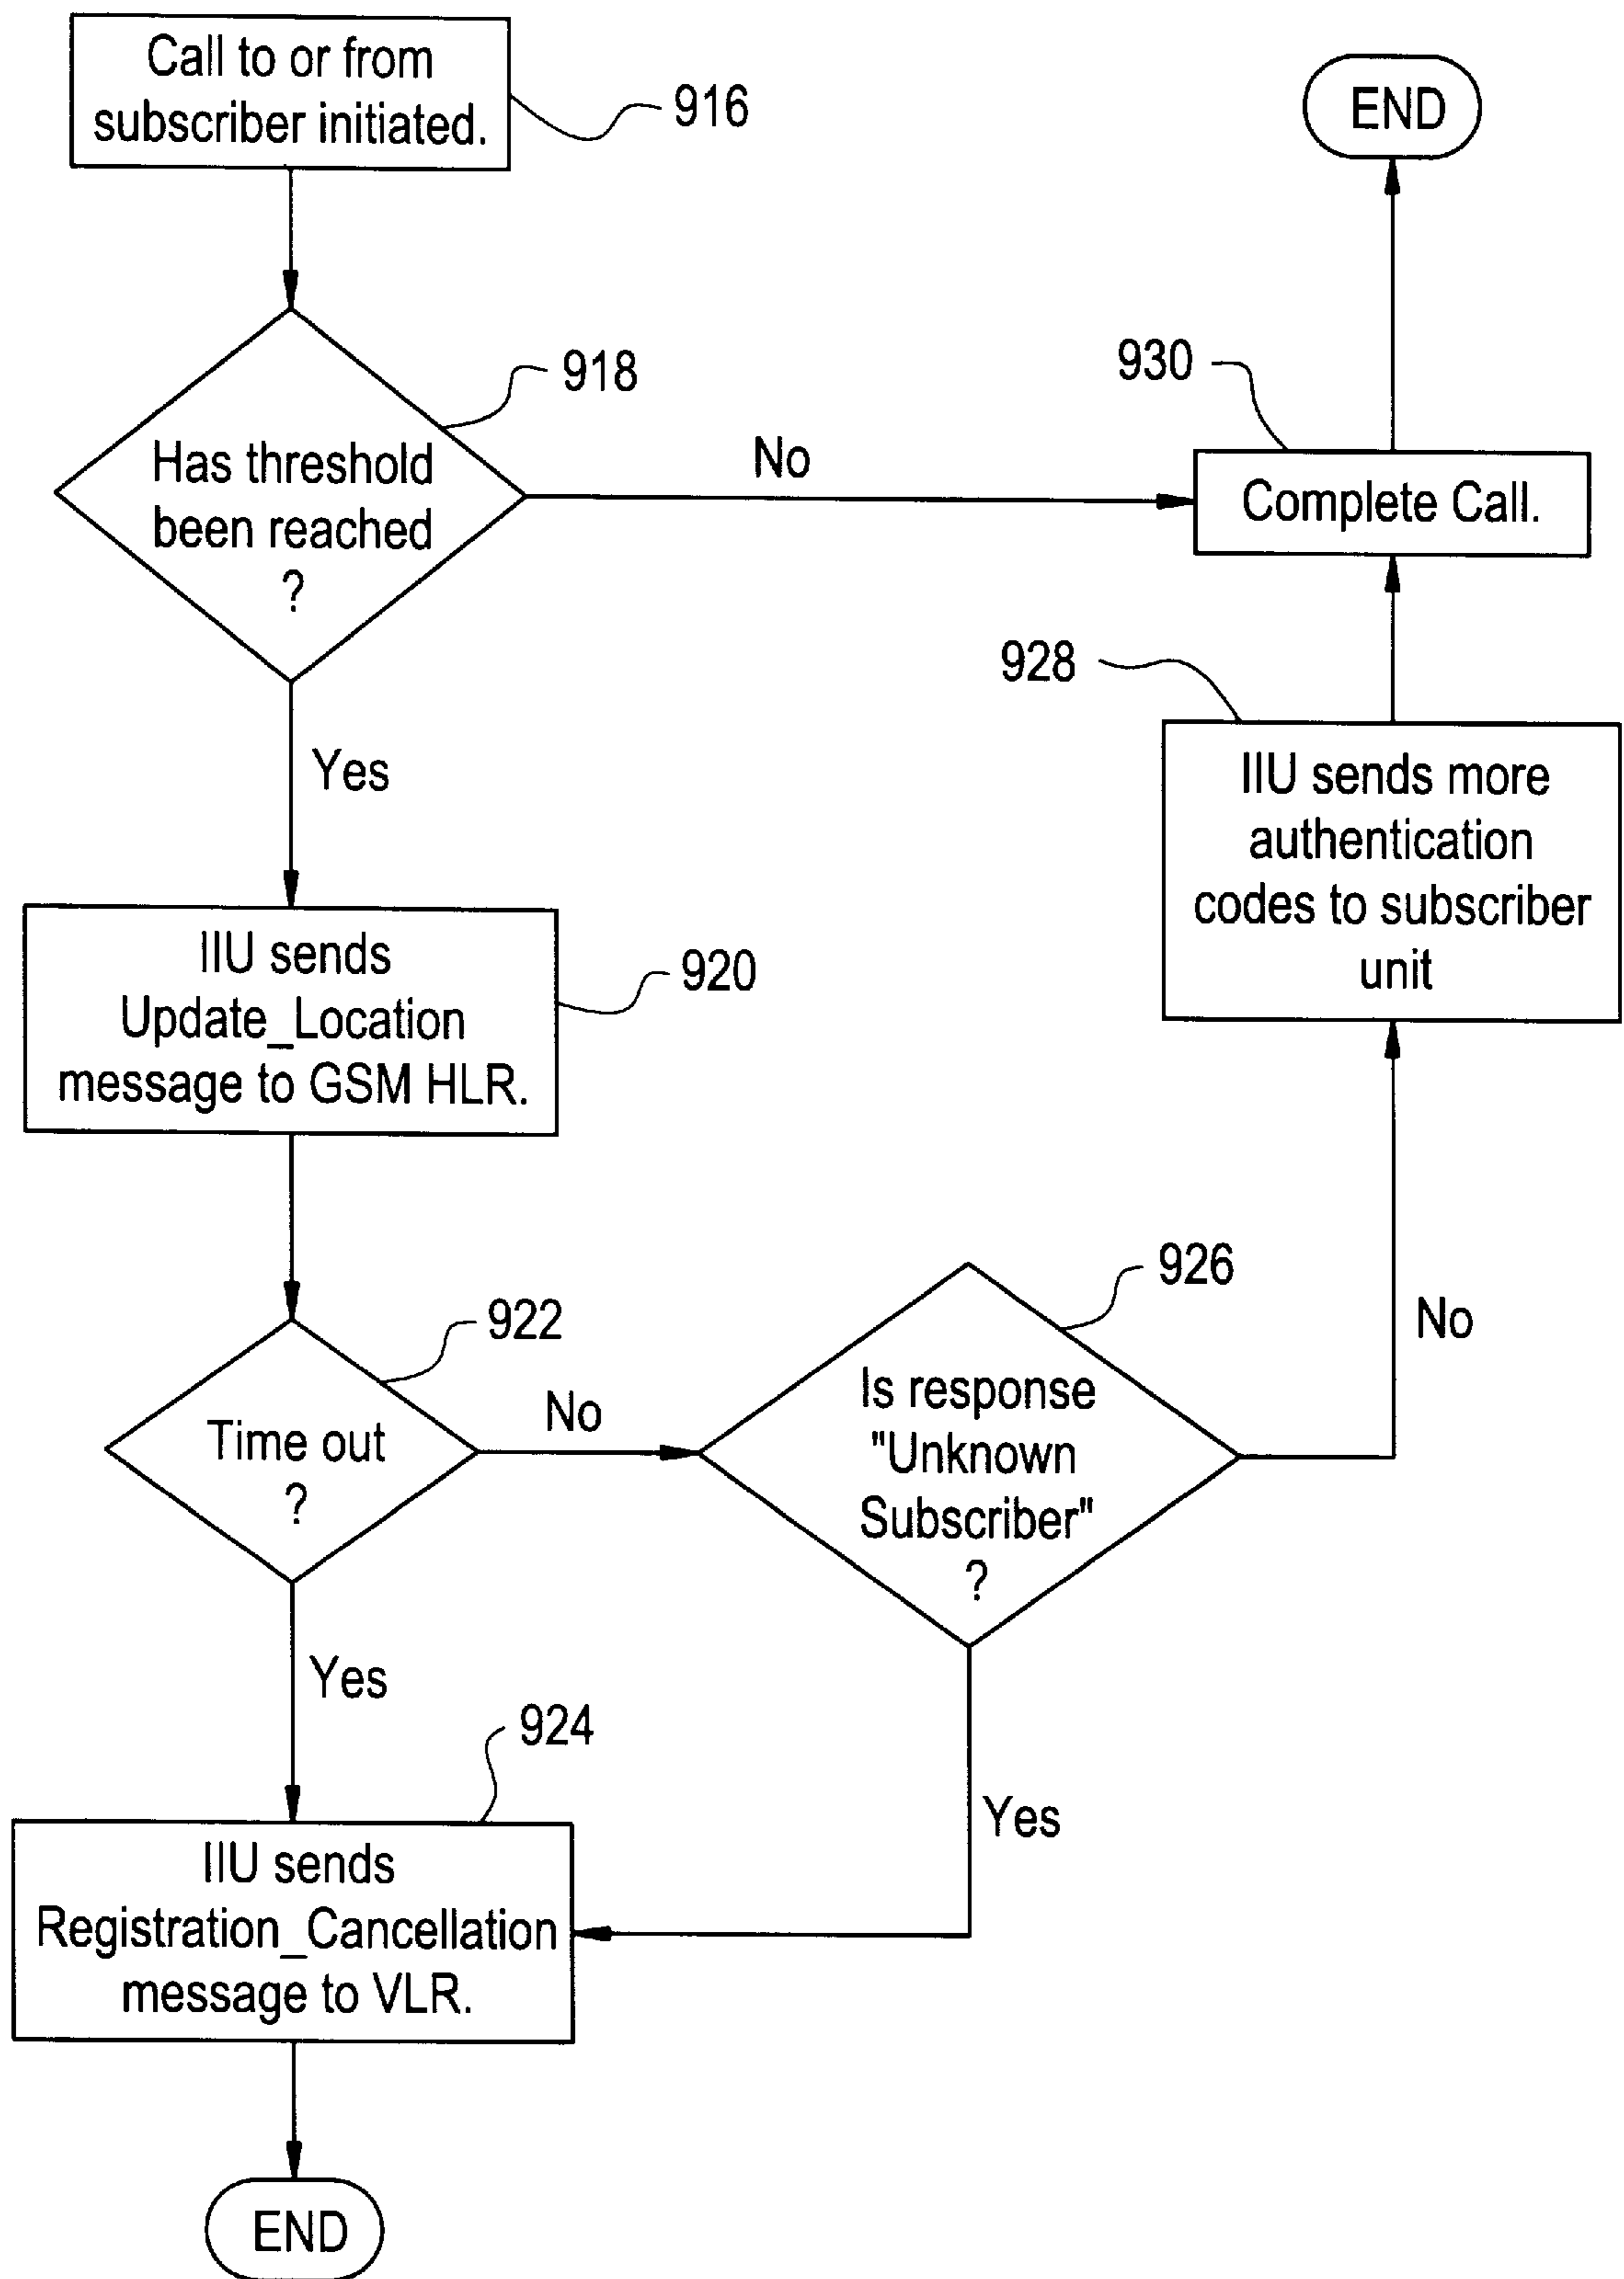 Call to or from
subscriber initiated.
916
END
918
Has threshold
been reached
?
No
930
Complete Call.
Yes
928
IIU sends more
authentication
codes to subscriber
unit
IIU sends
Update_Location
message to GSM HLR.
920
922
Time out
?
No
926
Is response
"Unknown
Subscriber"
?
No
Yes
Yes
924
IIU sends
Registration_Cancellation
message to VLR.
END